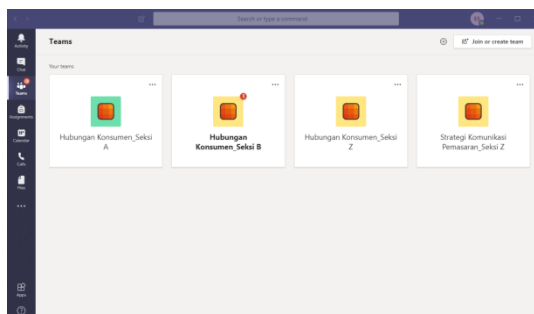 Search or type a command
Activity
Teams
Join or create team
Chat
Your teams
Teams
Assignments
Calendar
Calls
Files
Hubungan Konsumen_Seksi
A
Hubungan
Konsumen_Seksi B
Hubungan Konsumen_Seksi
Z
Strategi Komunikasi
Pemasaran_Seksi Z
Apps